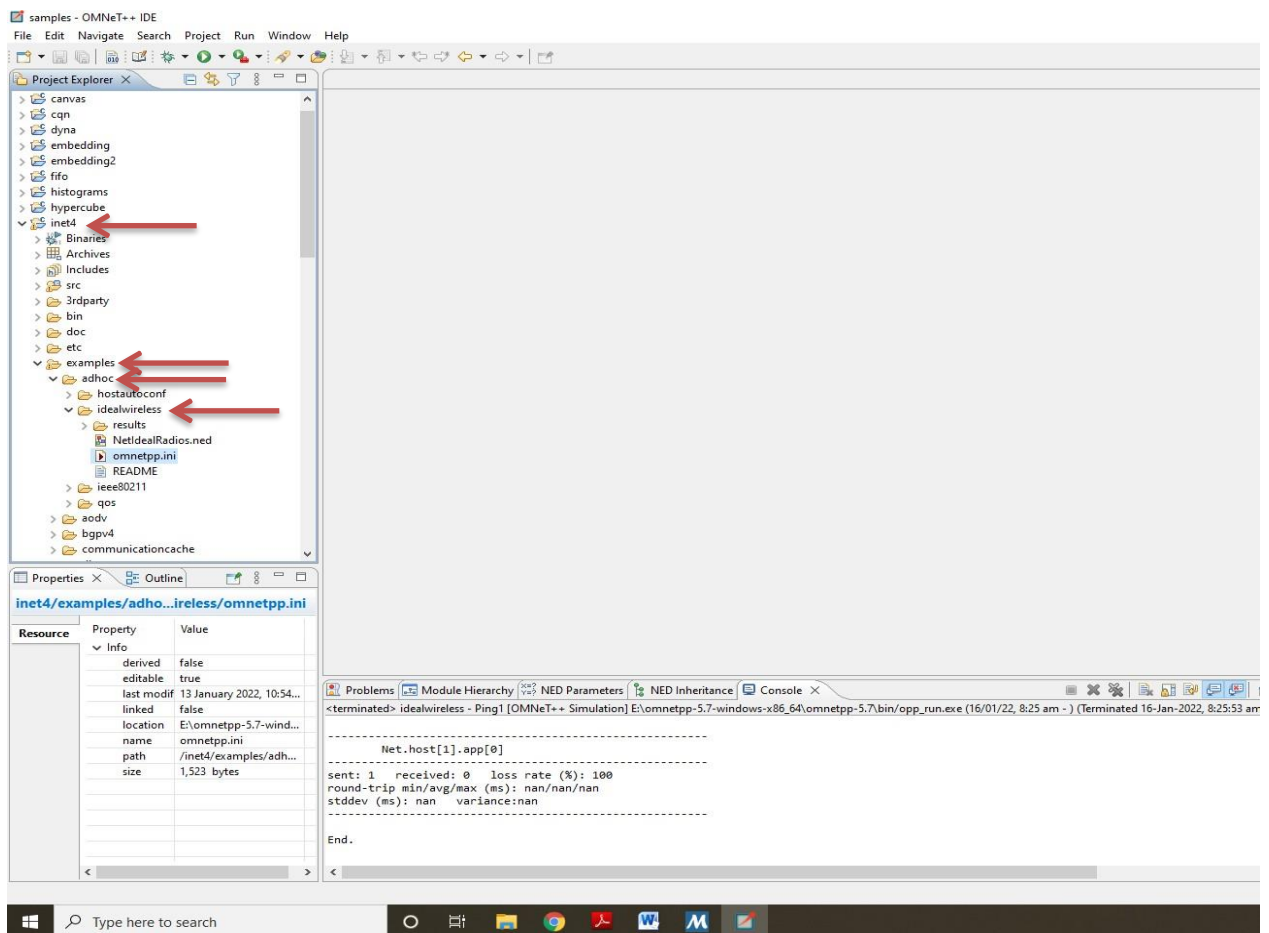 samples - OMNeT++ IDE
File Edit Navigate Search Project Run Window Help
Project Explorer
canvas
cqn
dyna
embedding
embedding2
fifo
histograms
hypercube
inet4
Binaries
Archives
Includes
src
3rdparty
bin
doc
etc
examples
adhoc
hostautoconf
idealwireless
results
NetIdealRadios.ned
omnetpp.ini
README
ieee80211
qos
aodv
bgpv4
communicationcache
Properties Outline
inet4/examples/adho...ireless/omnetpp.ini
Resource
Property Value
Info
derived false
editable true
last modif 13 January 2022, 10:54...
linked false
location E:\omnetpp-5.7-wind...
name omnetpp.ini
path /inet4/examples/adh...
size 1,523 bytes
Problems Module Hierarchy NED Parameters NED Inheritance Console
<terminated> idealwireless - Ping1 [OMNeT++ Simulation] E:\omnetpp-5.7-windows-x86_64\omnetpp-5.7\bin/opp_run.exe (16/01/22, 8:25 am - ) (Terminated 16-Jan-2022, 8:25:53 am
--------------------------------------------------------
Net.host[1].app[0]
--------------------------------------------------------
sent: 1 received: 0 loss rate (%): 100
round-trip min/avg/max (ms): nan/nan/nan
stddev (ms): nan variance:nan
--------------------------------------------------------
End.
Type here to search